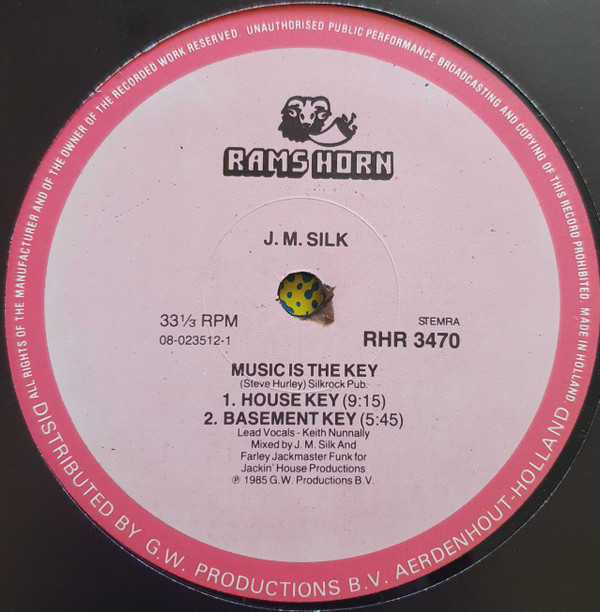 ALL RIGHTS OF THE MANUFACTURER AND OF THE OWNER OF THE RECORDED WORK RESERVED UNAUTHORISED PUBLIC PERFORMANCE BROADCASTING AND COPYING OF THIS RECORD PROHIBITED. MADE IN HOLLAND.
RAMS HORN
J.M. SILK
33⅓ RPM
08-023512-1
STEMRA
RHR 3470
MUSIC IS THE KEY
(Steve Hurley) Silkrock Pub.
1. HOUSE KEY (9:15)
2. BASEMENT KEY (5:45)
Lead Vocals - Keith Nunnally
Mixed by J. M. Silk And
Farley Jackmaster Funk for
Jackin' House Productions
℗ 1985 G.W. Productions B.V.
DISTRIBUTED BY G.W. PRODUCTIONS B.V. AERDENHOUT-HOLLAND